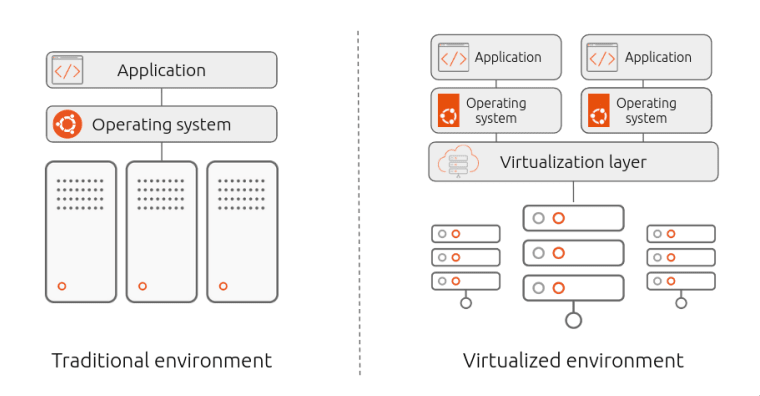 Application
Operating system
Traditional environment
Application
Application
Operating
system
Operating
system
Virtualization layer
Virtualized environment